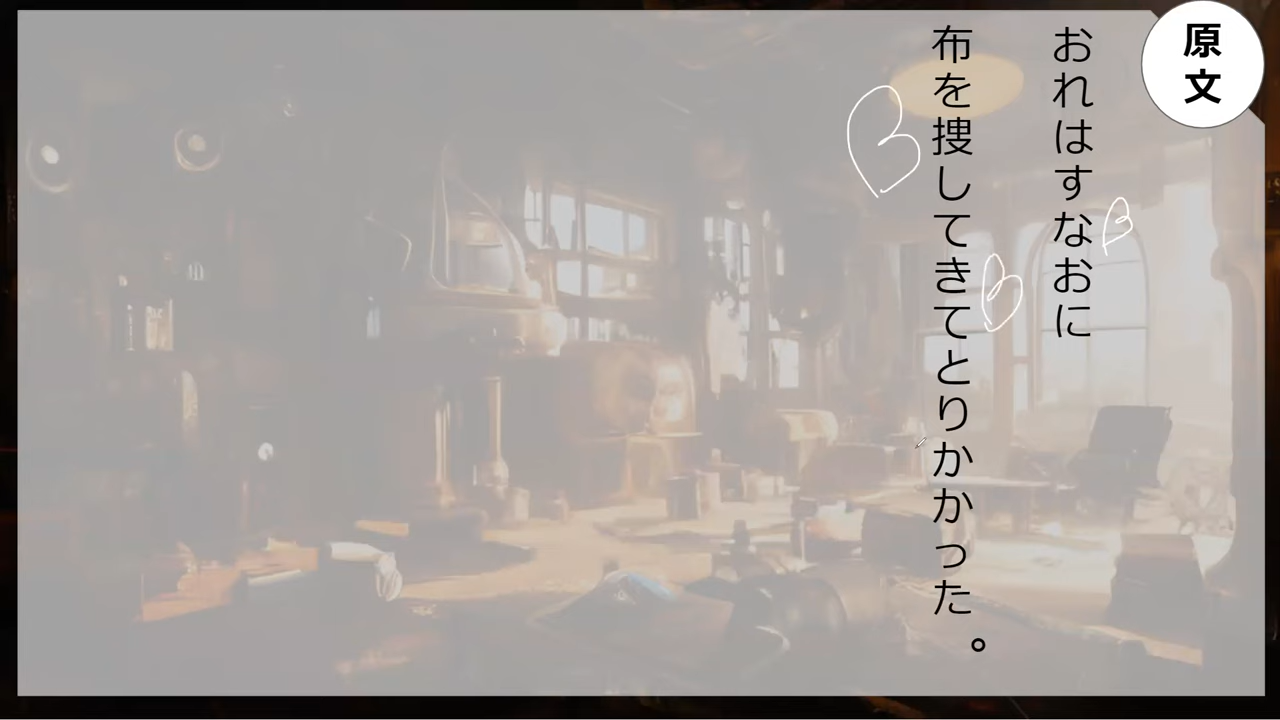 原文
おれはすなおに
布を捜してきてとりかかった。